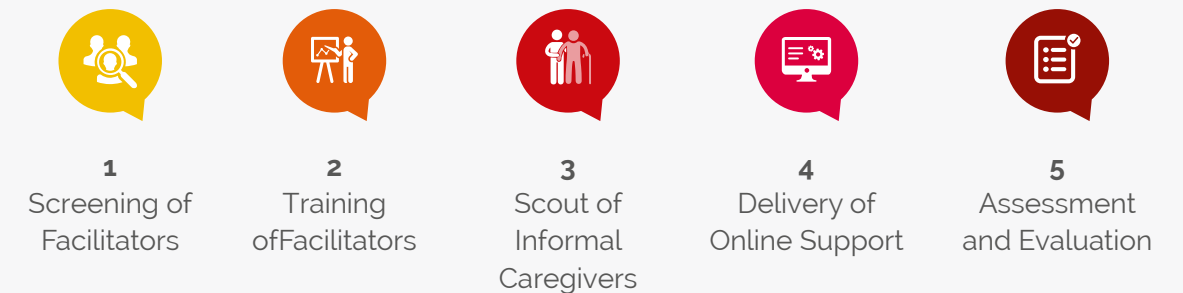 1
Screening of
Facilitators
2
Training
ofFacilitators
3
Scout of
Informal
Caregivers
4
Delivery of
Online Support
5
Assessment
and Evaluation